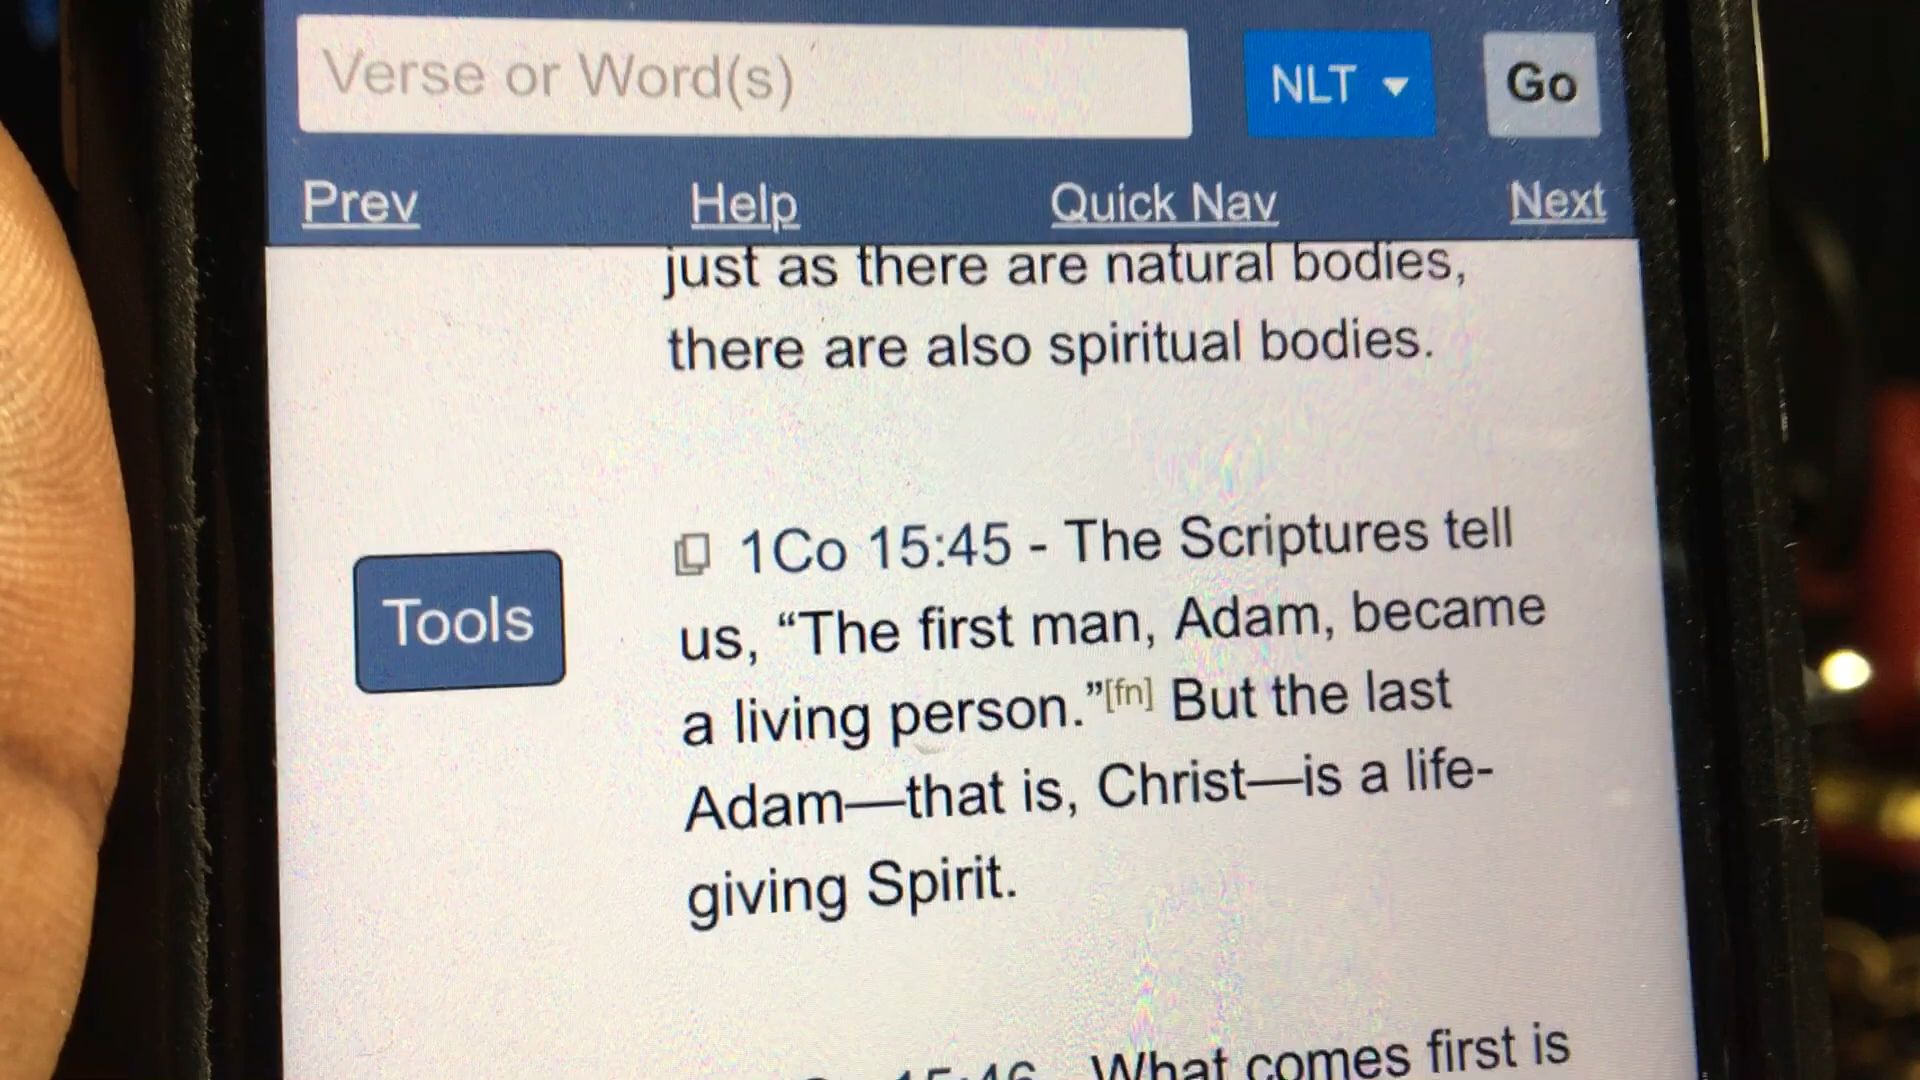 Verse or Word(s) NLT Go
Prev Help Quick Nav Next
just as there are natural bodies,
there are also spiritual bodies.
1Co 15:45 - The Scriptures tell
Tools
us, “The first man, Adam, became
a living person.”[fn] But the last
Adam—that is, Christ—is a life-
giving Spirit.
15:46 What comes first is